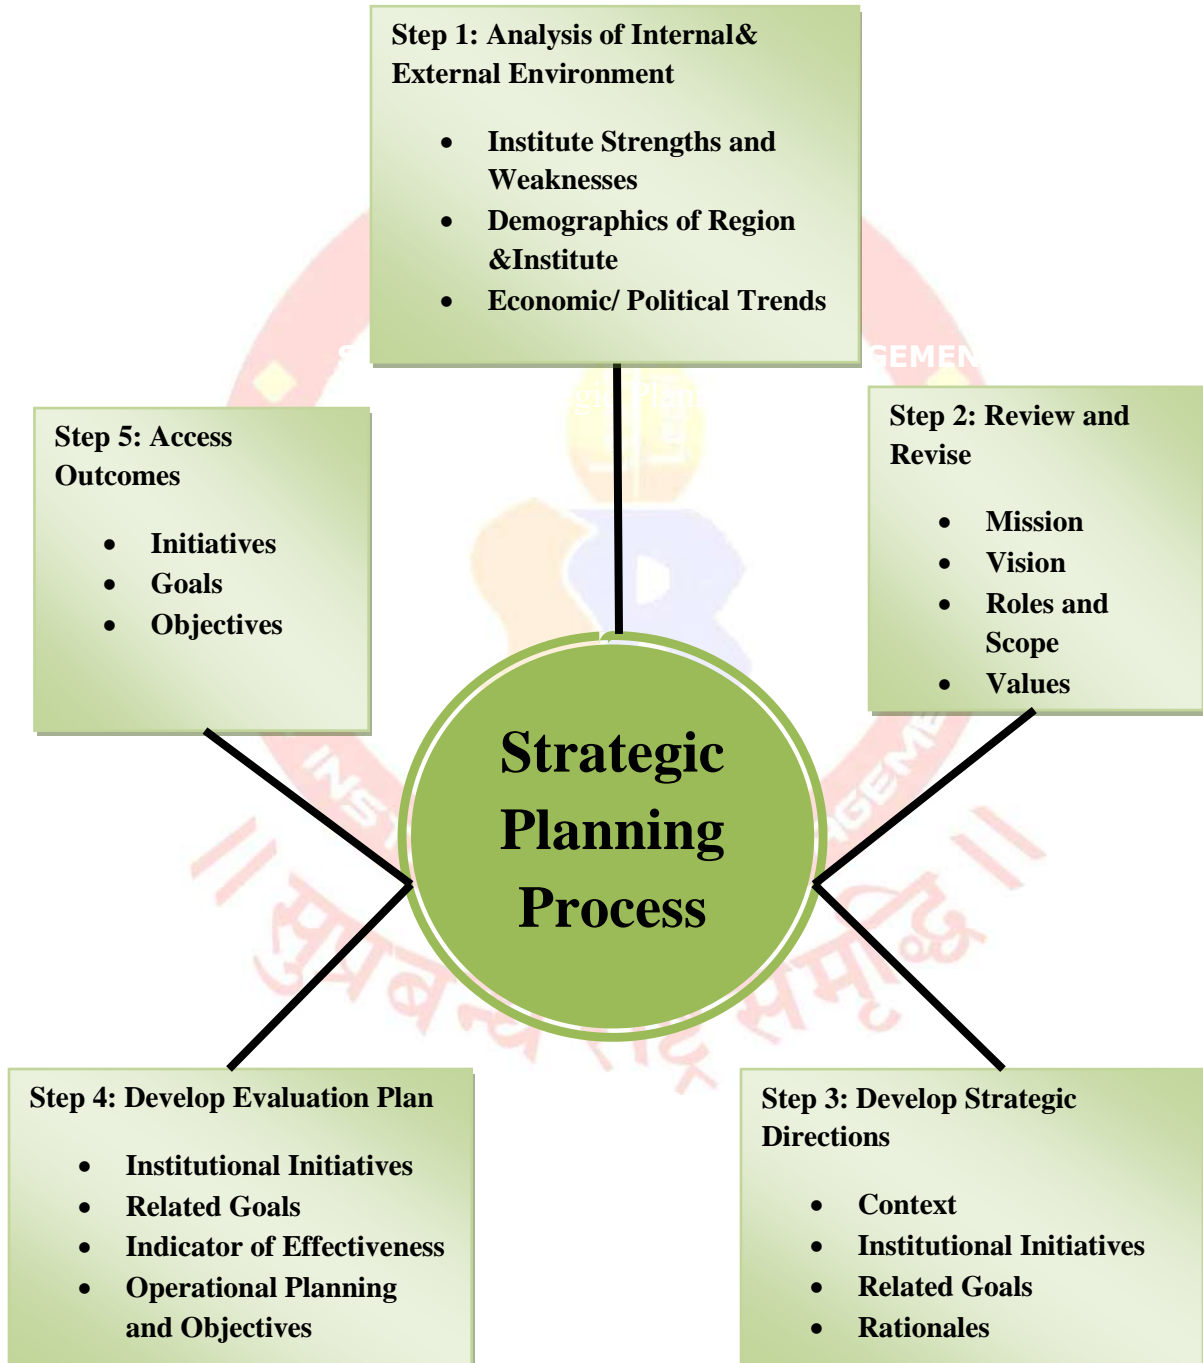 Step 1: Analysis of Internal&
External Environment
• Institute Strengths and
Weaknesses
• Demographics of Region
&Institute
• Economic/ Political Trends
GEMEN
Step 5: Access
Outcomes
• Initiatives
• Goals
• Objectives
Step 2: Review and
Revise
• Mission
• Vision
• Roles and
Scope
• Values
Strategic
Planning
Process
Step 4: Develop Evaluation Plan
• Institutional Initiatives
• Related Goals
• Indicator of Effectiveness
• Operational Planning
and Objectives
Step 3: Develop Strategic
Directions
• Context
• Institutional Initiatives
• Related Goals
• Rationales